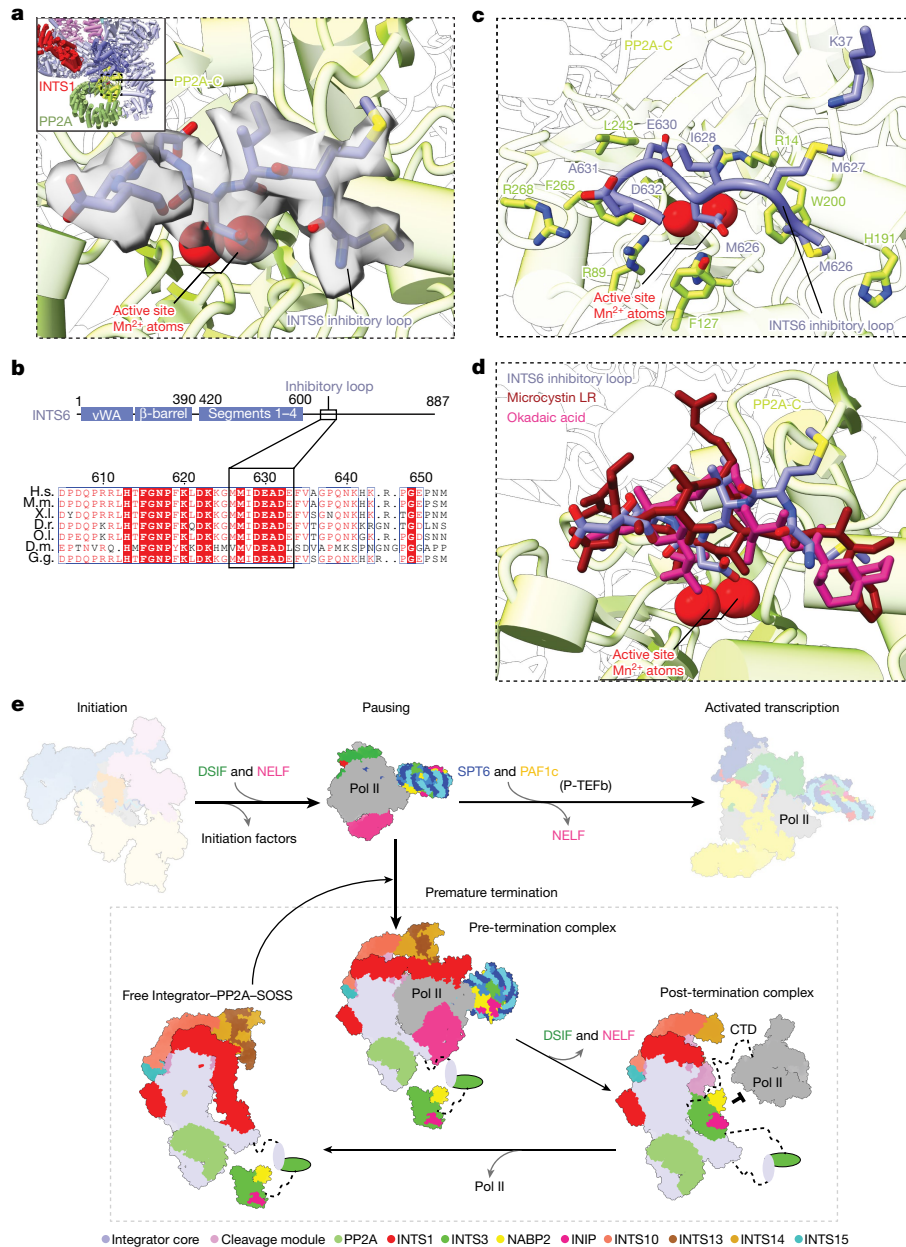 a
INTS1
PP2A
PP2A-C
Active site
Mn2+ atoms
INTS6
inhibitory loop
b
Inhibitory loop
1 390 420 600 887
INTS6 vWA β-barrel Segments 1–4
610 620 630 640 650
H.s. DPDQPRRLHTFGNPFKLDKKGMMIDEADEFVAGPQNKHK.R.PGEPNM
M.m.
X.l.
D.r.
O.l.
D.m.
G.g.
c
PP2A-C
K37
L243
E630
I628
R14
A631
M627
R268
F265
D632
W200
H191
R89
M626
M626
Active site
Mn2+ atoms
F127
INTS6 inhibitory loop
d
INTS6 inhibitory loop
Microcystin LR
Okadaic acid
PP2A-C
Active site
Mn2+ atoms
e
Initiation
Pausing
Activated transcription
DSIF and NELF
Initiation factors
Pol II
SPT6 and PAF1c
(P-TEFb)
NELF
Pol II
Premature termination
Pre-termination complex
Free Integrator–PP2A–SOSS
Pol II
DSIF and NELF
Post-termination complex
CTD
Pol II
Pol II
Integrator core Cleavage module PP2A INTS1 INTS3 NABP2 INIP INTS10 INTS13 INTS14 INTS15